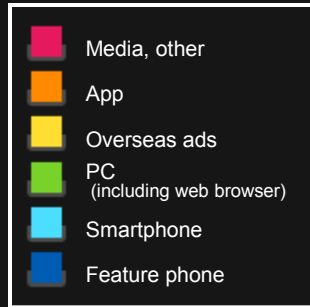 Media, other
App
Overseas ads
PC
(including web browser)
Smartphone
Feature phone